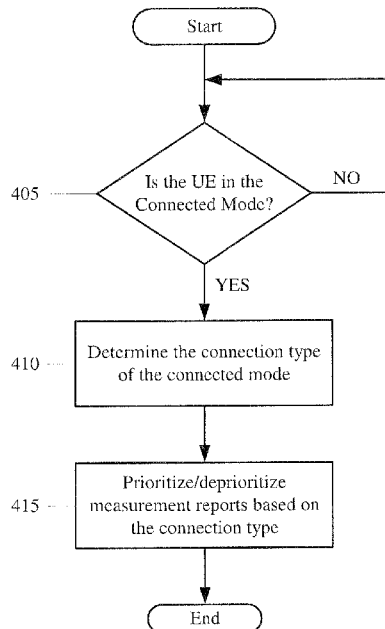 Start
405
Is the UE in the
Connected Mode?
NO
YES
410
Determine the connection type
of the connected mode
415
Prioritize/deprioritize
measurement reports based on
the connection type
End